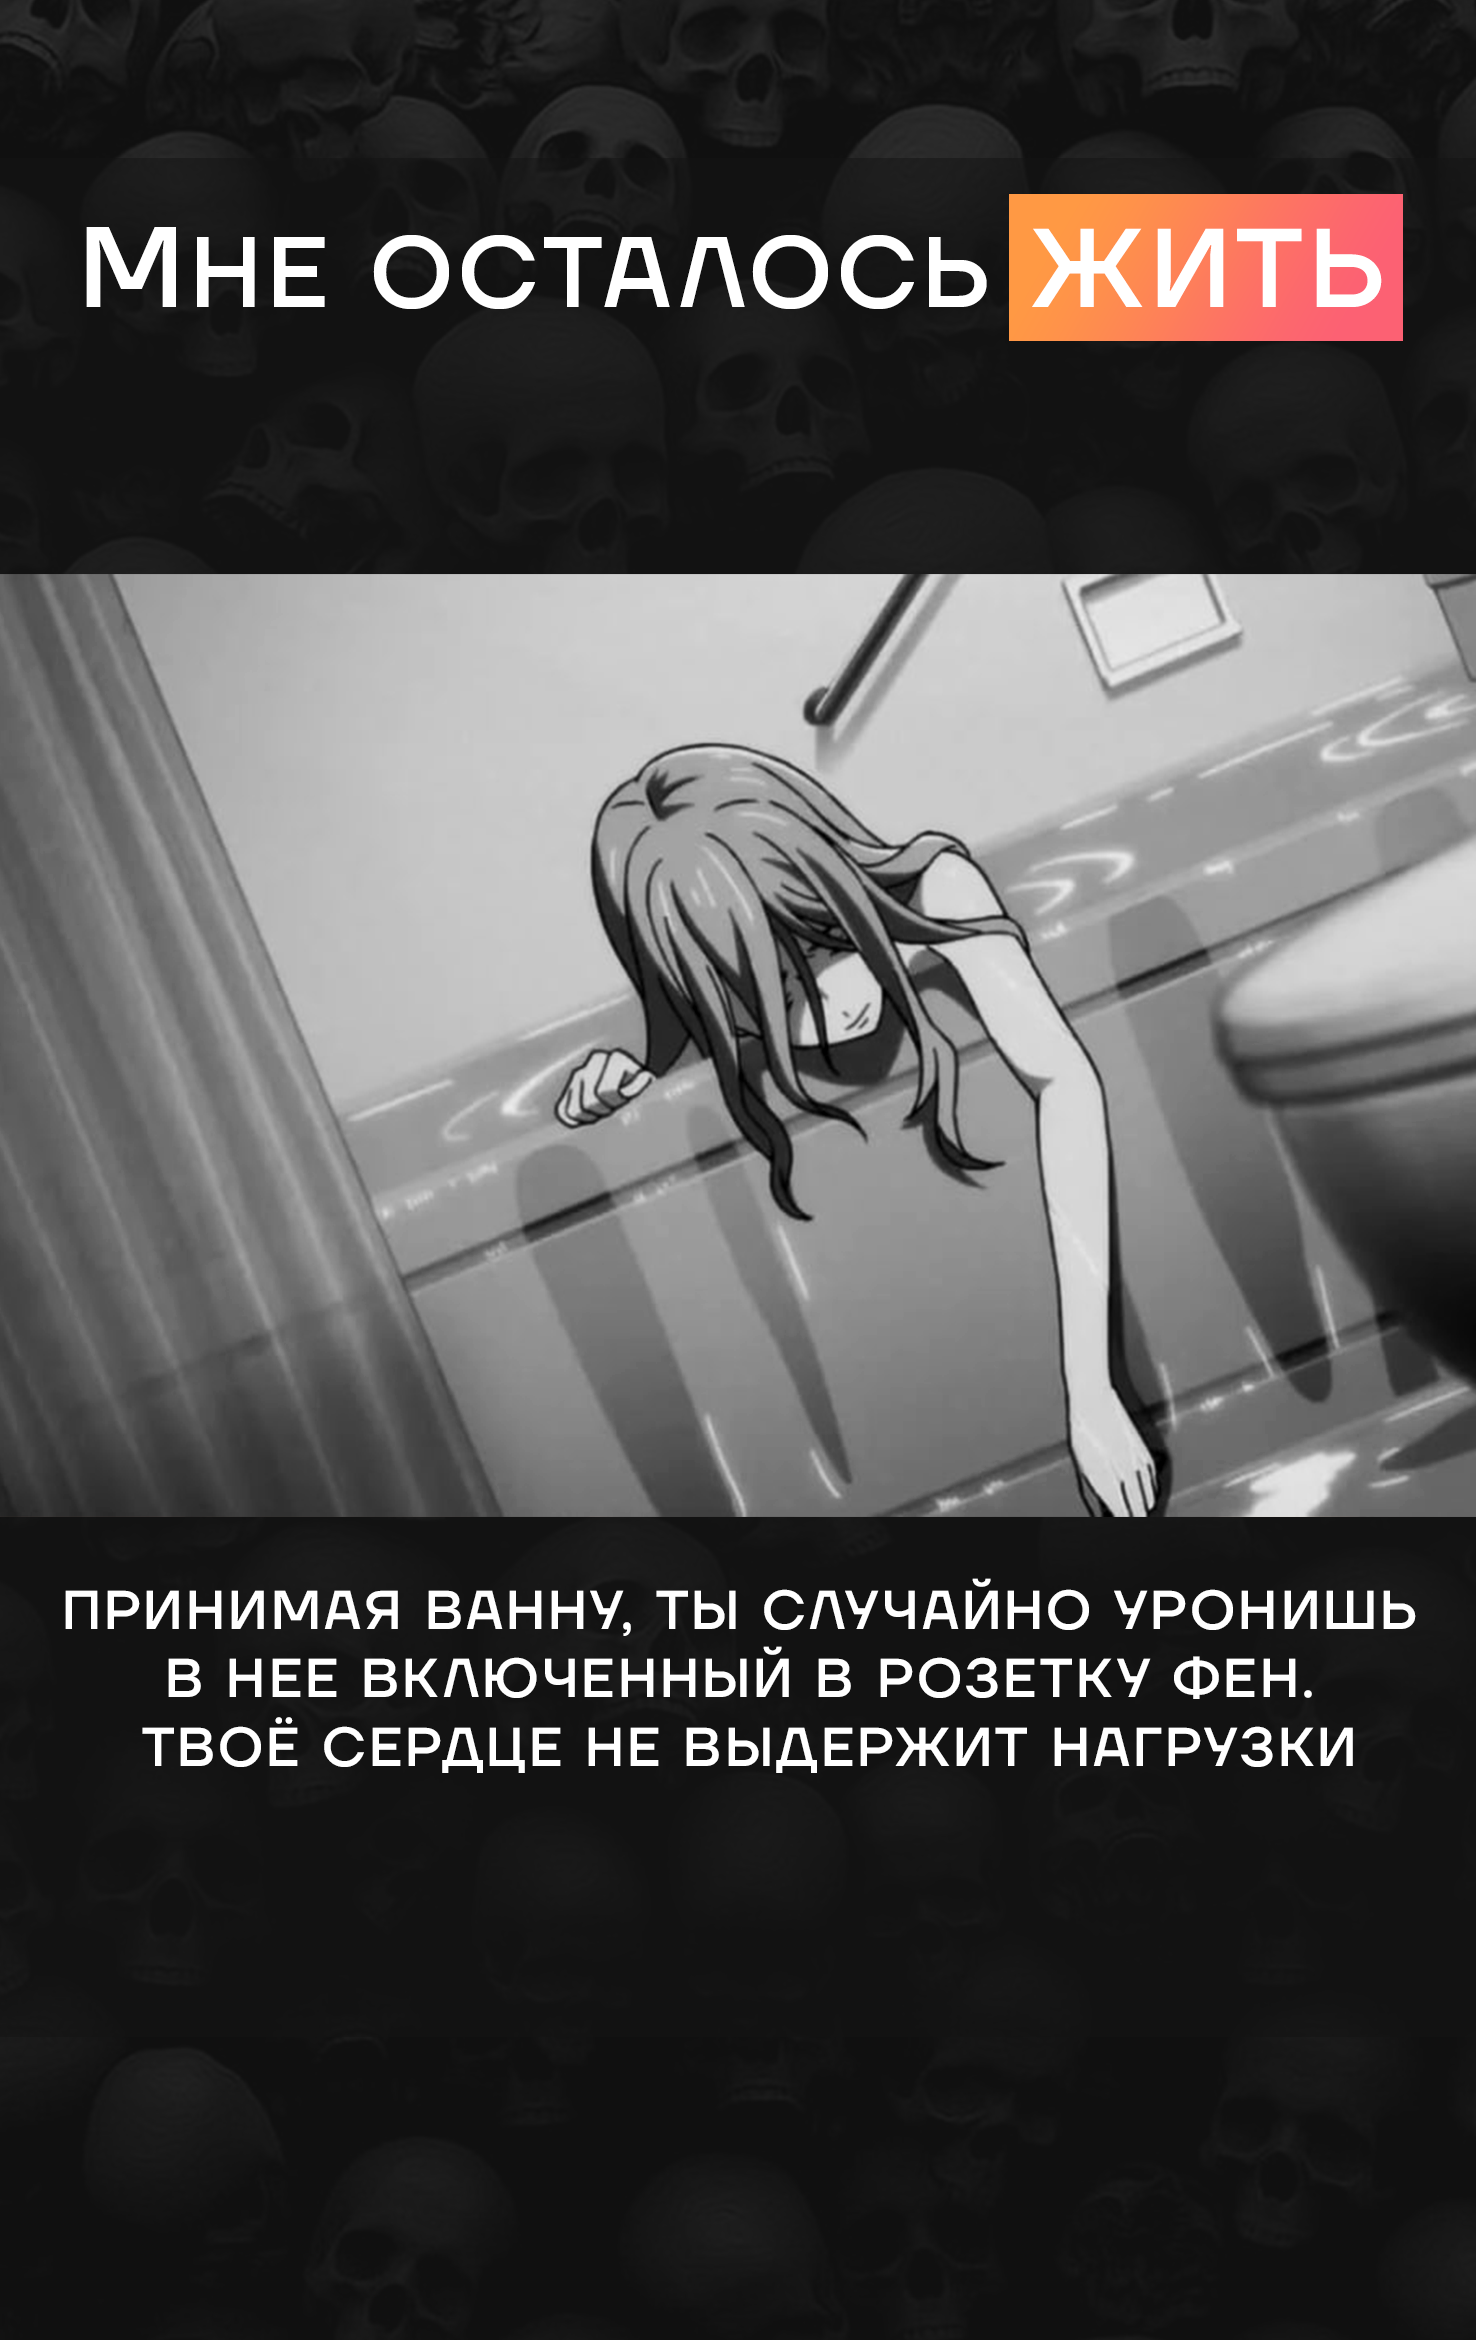 Мне осталось жить
принимая ванну, ты случайно уронишь
в нее включенный в розетку фен.
твоё сердце не выдержит нагрузки